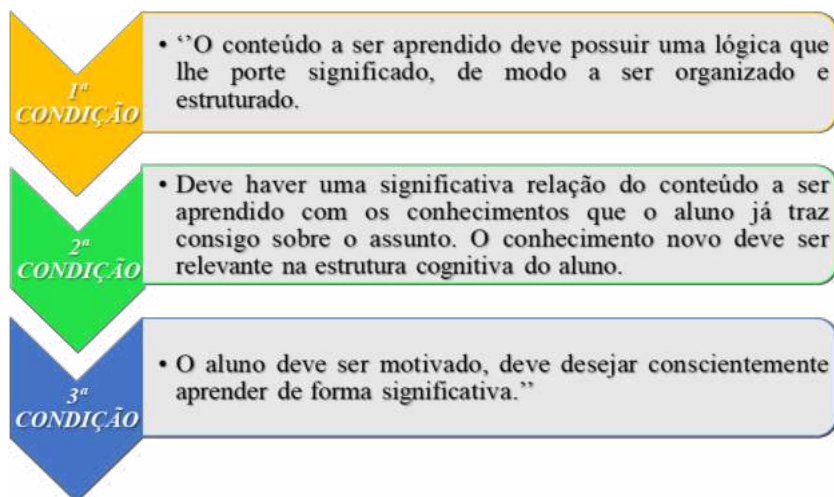 1ª
CONDIÇÃO
• ‘’O conteúdo a ser aprendido deve possuir uma lógica que
lhe porte significado, de modo a ser organizado e
estruturado.
2ª
CONDIÇÃO
• Deve haver uma significativa relação do conteúdo a ser
aprendido com os conhecimentos que o aluno já traz
consigo sobre o assunto. O conhecimento novo deve ser
relevante na estrutura cognitiva do aluno.
3ª
CONDIÇÃO
• O aluno deve ser motivado, deve desejar conscientemente
aprender de forma significativa.’’